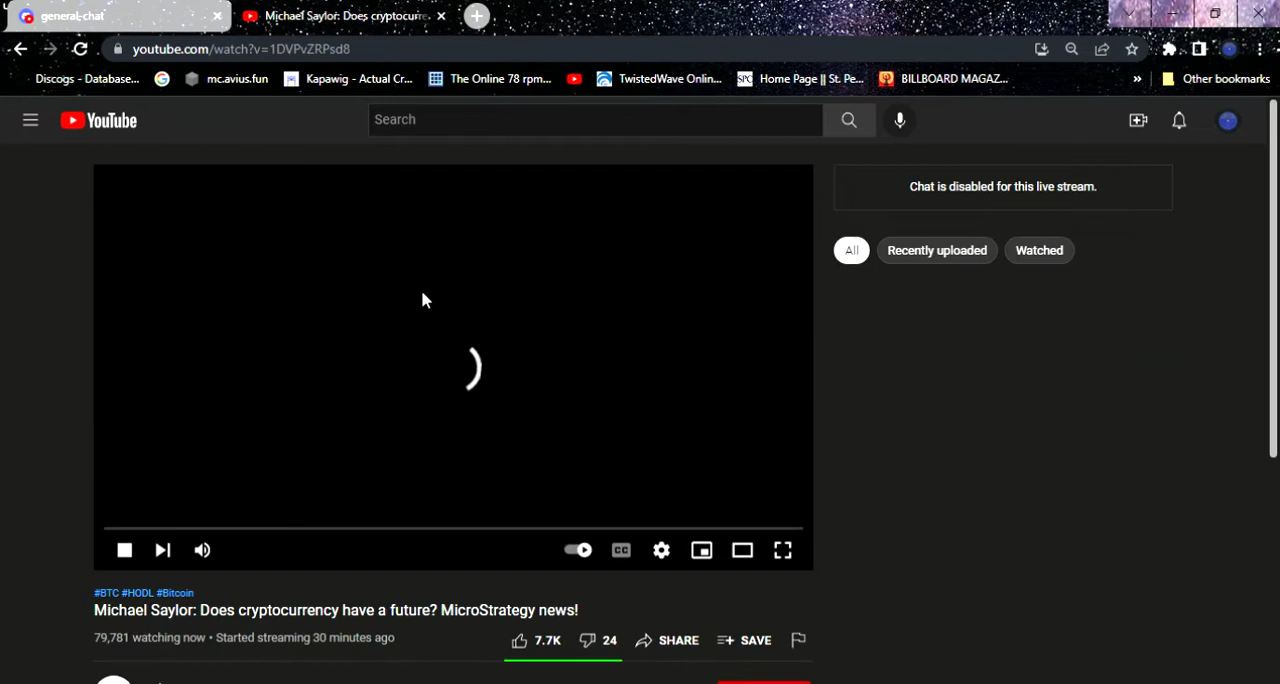 general-chat
Michael Saylor: Does cryptocurre
youtube.com/watch?v=1DVPvZRPsd8
Discogs - Database... mc.avius.fun Kapawig - Actual Cr... The Online 78 rpm... TwistedWave Onlin... SPC Home Page || St. Pe... BILLBOARD MAGAZ... » Other bookmarks
YouTube
Search
Chat is disabled for this live stream.
All Recently uploaded Watched
CC
#BTC #HODL #Bitcoin
Michael Saylor: Does cryptocurrency have a future? MicroStrategy news!
79,781 watching now • Started streaming 30 minutes ago
7.7K 24 SHARE SAVE